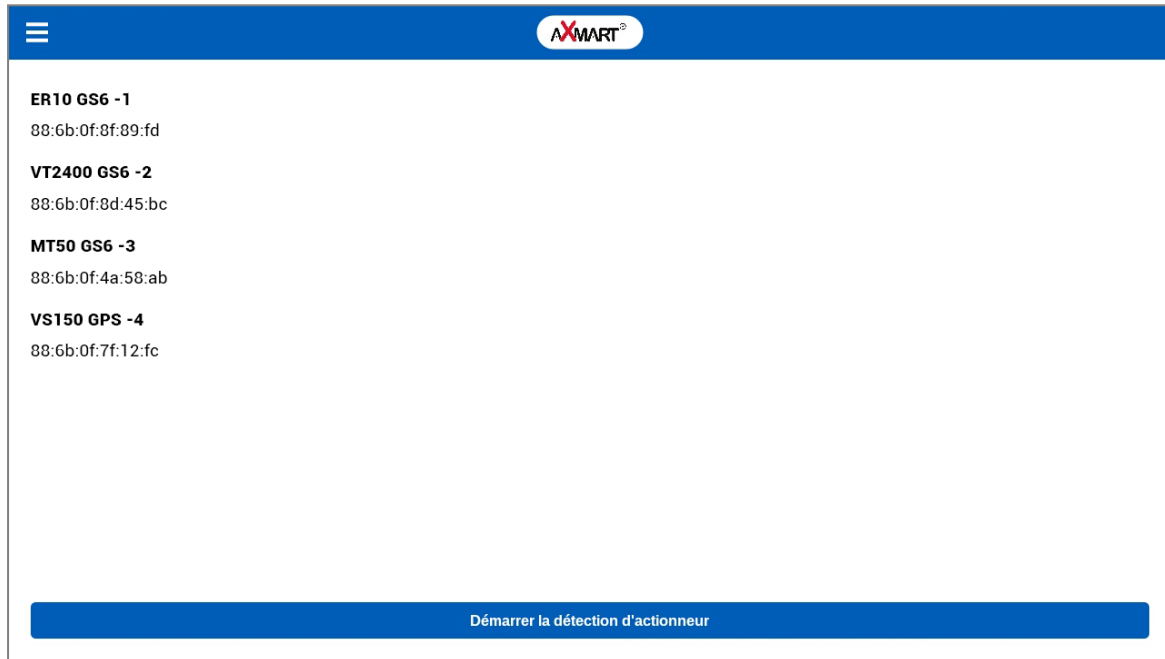 AXMART®
ER10 GS6 -1
88:6b:0f:8f:89:fd
VT2400 GS6 -2
88:6b:0f:8d:45:bc
MT50 GS6 -3
88:6b:0f:4a:58:ab
VS150 GPS -4
88:6b:0f:7f:12:fc
Démarrer la détection d'actionneur